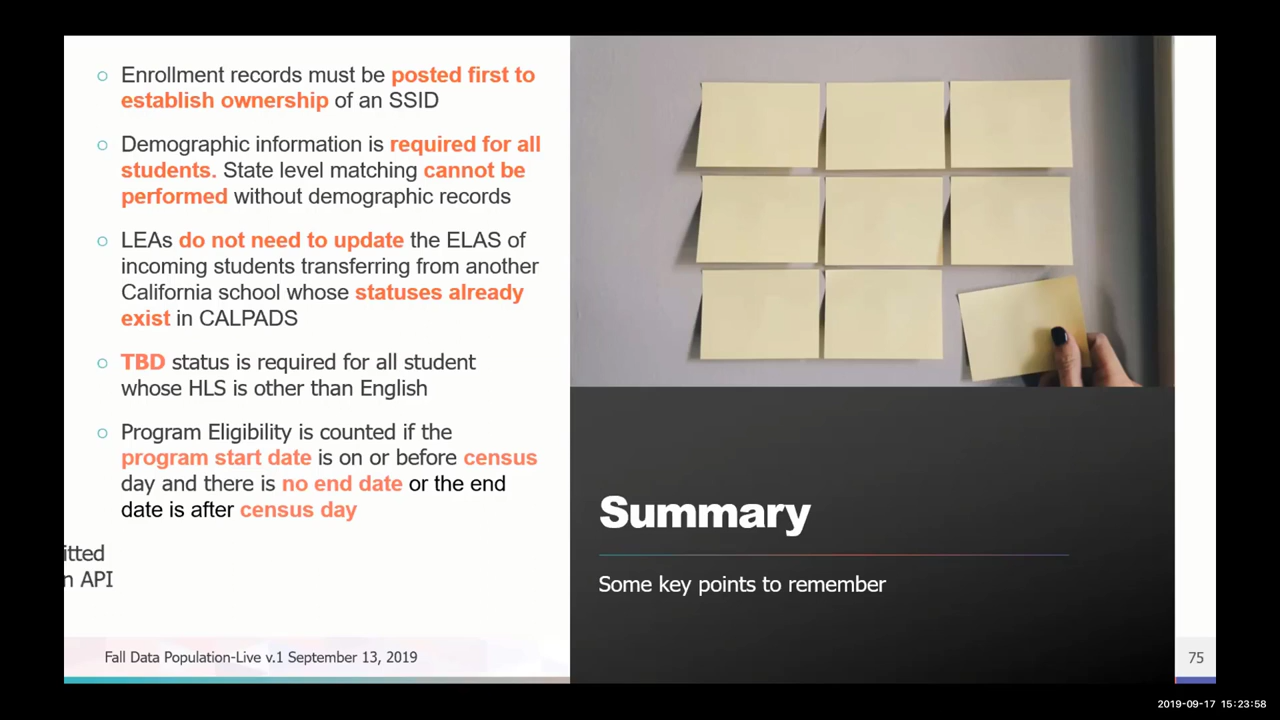 Enrollment records must be posted first to
establish ownership of an SSID
Demographic information is required for all
students. State level matching cannot be
performed without demographic records
LEAs do not need to update the ELAS of
incoming students transferring from another
California school whose statuses already
exist in CALPADS
TBD status is required for all student
whose HLS is other than English
Program Eligibility is counted if the
program start date is on or before census
day and there is no end date or the end
date is after census day
itted
n API
Summary
Some key points to remember
Fall Data Population-Live v.1 September 13, 2019
75
2019-09-17 15:23:58